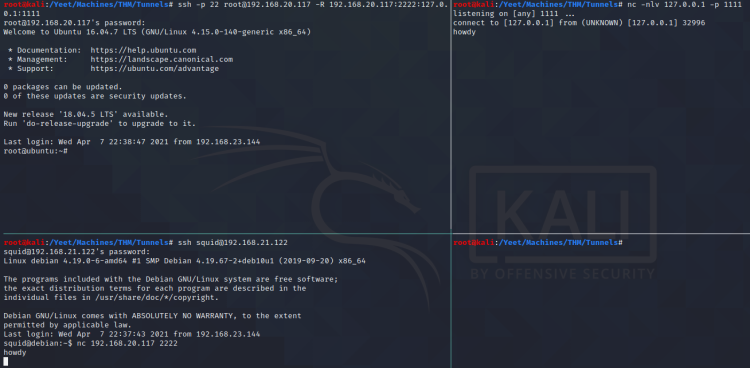 root@kali:/Yeet/Machines/THM/Tunnels# ssh -p 22 root@192.168.20.117 -R 192.168.20.117:2222:127.0.
0.1:1111
root@192.168.20.117's password:
Welcome to Ubuntu 16.04.7 LTS (GNU/Linux 4.15.0-140-generic x86_64)
* Documentation:  https://help.ubuntu.com
* Management:     https://landscape.canonical.com
* Support:        https://ubuntu.com/advantage
0 packages can be updated.
0 of these updates are security updates.
New release '18.04.5 LTS' available.
Run 'do-release-upgrade' to upgrade to it.
Last login: Wed Apr  7 22:38:47 2021 from 192.168.23.144
root@ubuntu:~#
root@kali:/Yeet/Machines/THM/Tunnels# nc -nlv 127.0.0.1 -p 1111
listening on [any] 1111 ...
connect to [127.0.0.1] from (UNKNOWN) [127.0.0.1] 32996
howdy
root@kali:/Yeet/Machines/THM/Tunnels# ssh squid@192.168.21.122
squid@192.168.21.122's password:
Linux debian 4.19.0-6-amd64 #1 SMP Debian 4.19.67-2+deb10u1 (2019-09-20) x86_64
The programs included with the Debian GNU/Linux system are free software;
the exact distribution terms for each program are described in the
individual files in /usr/share/doc/*/copyright.
Debian GNU/Linux comes with ABSOLUTELY NO WARRANTY, to the extent
permitted by applicable law.
Last login: Wed Apr  7 22:37:43 2021 from 192.168.23.144
squid@debian:~$ nc 192.168.20.117 2222
howdy
root@kali:/Yeet/Machines/THM/Tunnels#
KALI
BY OFFENSIVE SECURITY